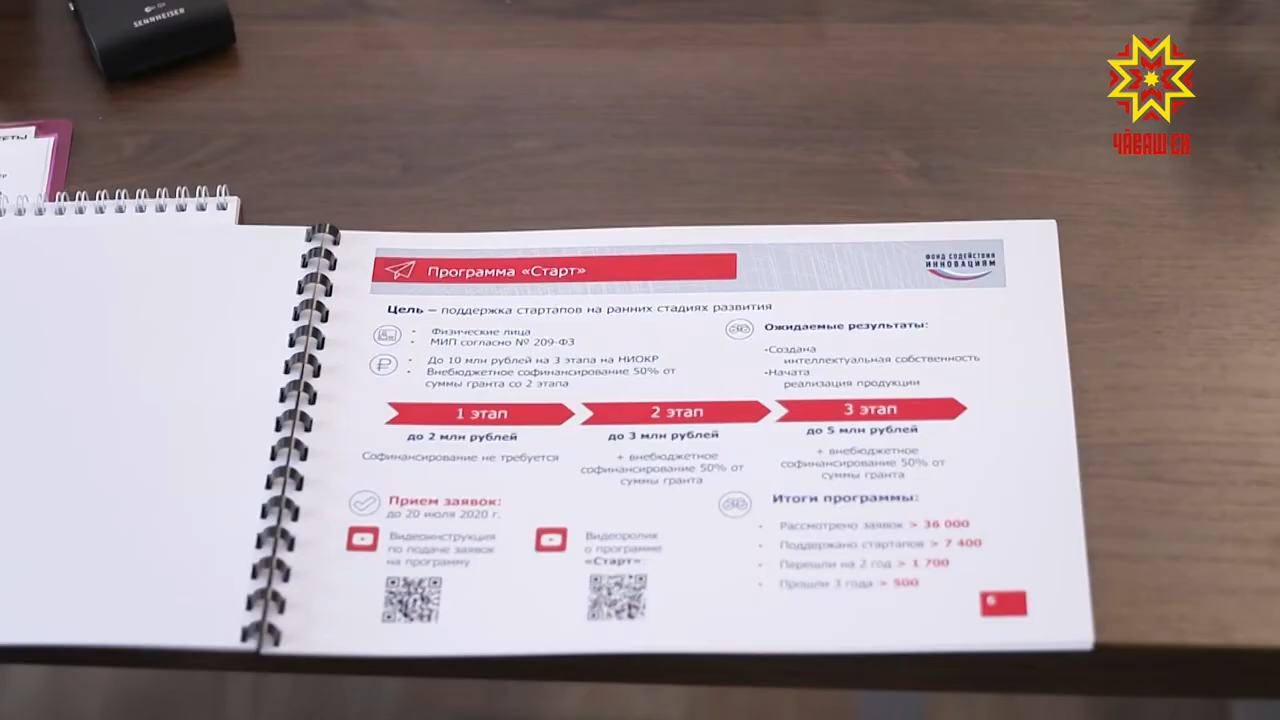 SENNHEISER
ЧӐВАШ ЕН
Программа «Старт»
ФОНД СОДЕЙСТВИЯ
ИННОВАЦИЯМ
Цель – поддержка стартапов на ранних стадиях развития
• Физические лица
• МИП согласно № 209-ФЗ
• До 10 млн рублей на 3 этапа на НИОКР
• Внебюджетное софинансирование 50% от
суммы гранта со 2 этапа
Ожидаемые результаты:
-Создана
интеллектуальная собственность
-Начата
реализация продукции
1 этап
2 этап
3 этап
до 2 млн рублей
до 3 млн рублей
до 5 млн рублей
Софинансирование не требуется
+ внебюджетное
софинансирование 50% от
суммы гранта
+ внебюджетное
софинансирование 50% от
суммы гранта
Прием заявок:
до 20 июля 2020 г.
Видеоинструкция
по подаче заявок
на программу
Видеоролик
о программе
«Старт»:
Итоги программы:
• Рассмотрено заявок > 36 000
• Поддержано стартапов > 7 400
• Перешли на 2 год > 1 700
• Прошли 3 года > 500
6